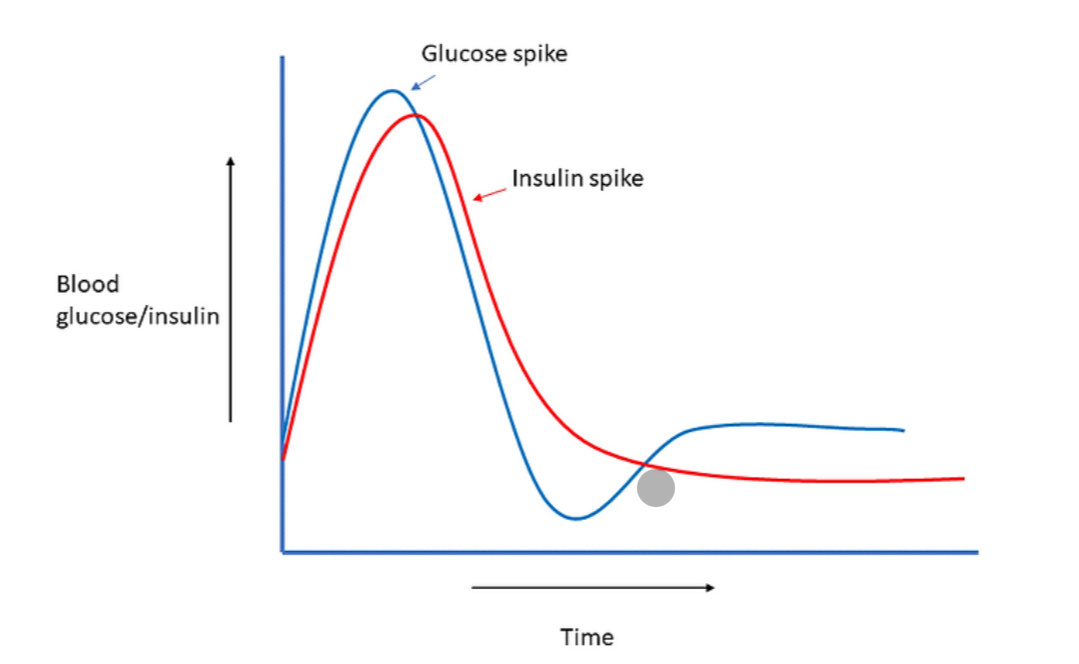 Glucose spike
Insulin spike
Blood
glucose/insulin
Time